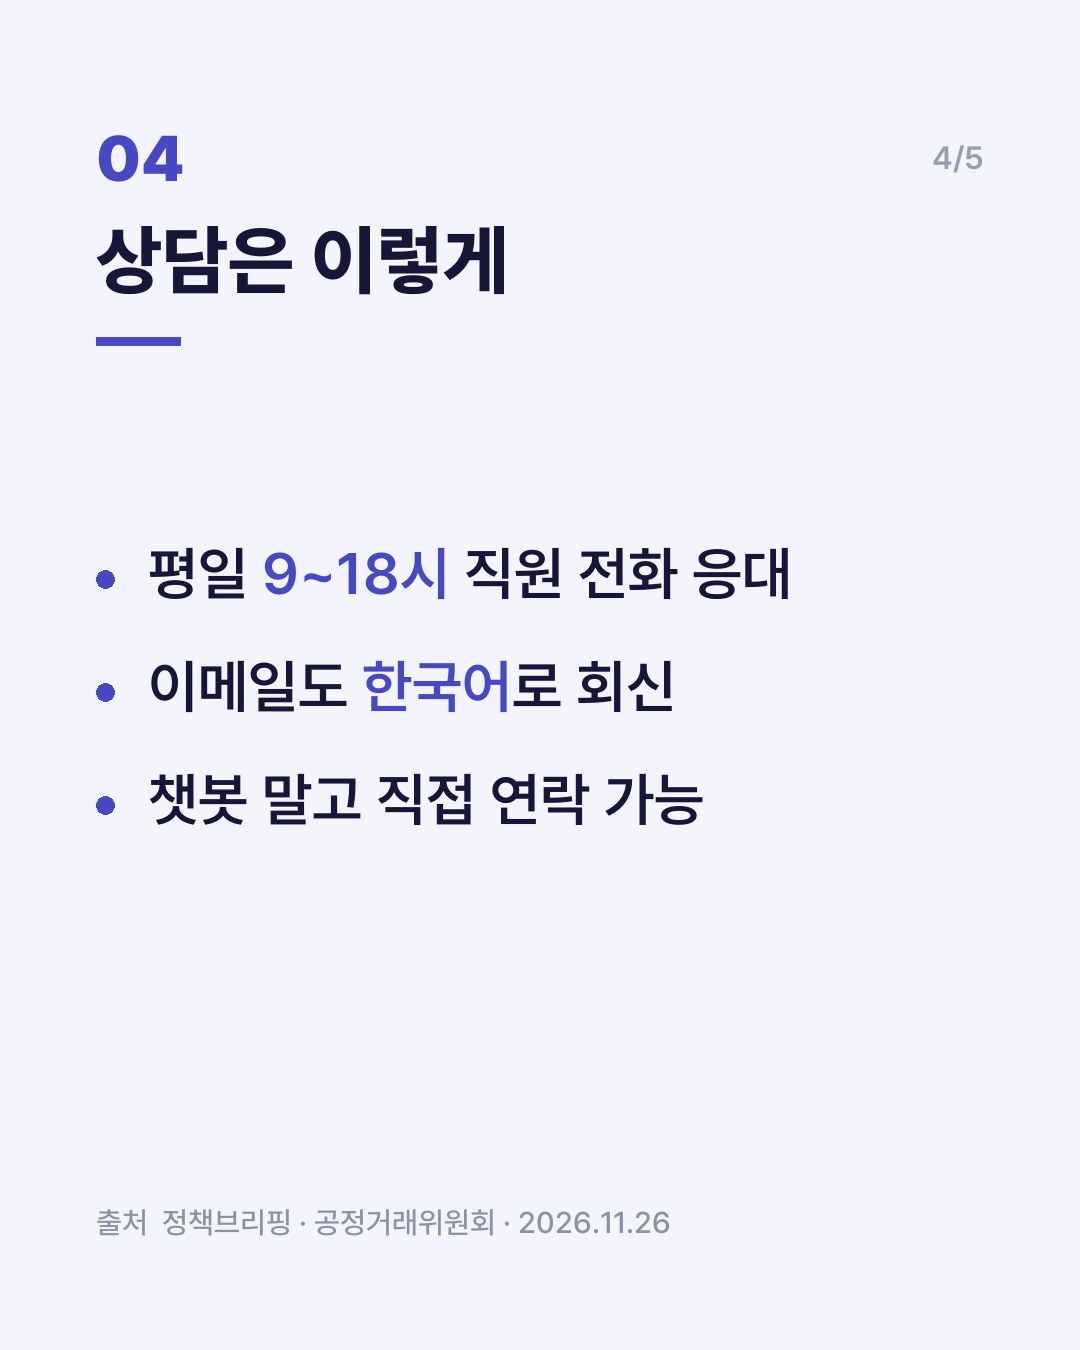 04
4/5
상담은 이렇게
• 평일 9~18시 직원 전화 응대
• 이메일도 한국어로 회신
• 챗봇 말고 직접 연락 가능
출처 정책브리핑 · 공정거래위원회 · 2026.11.26